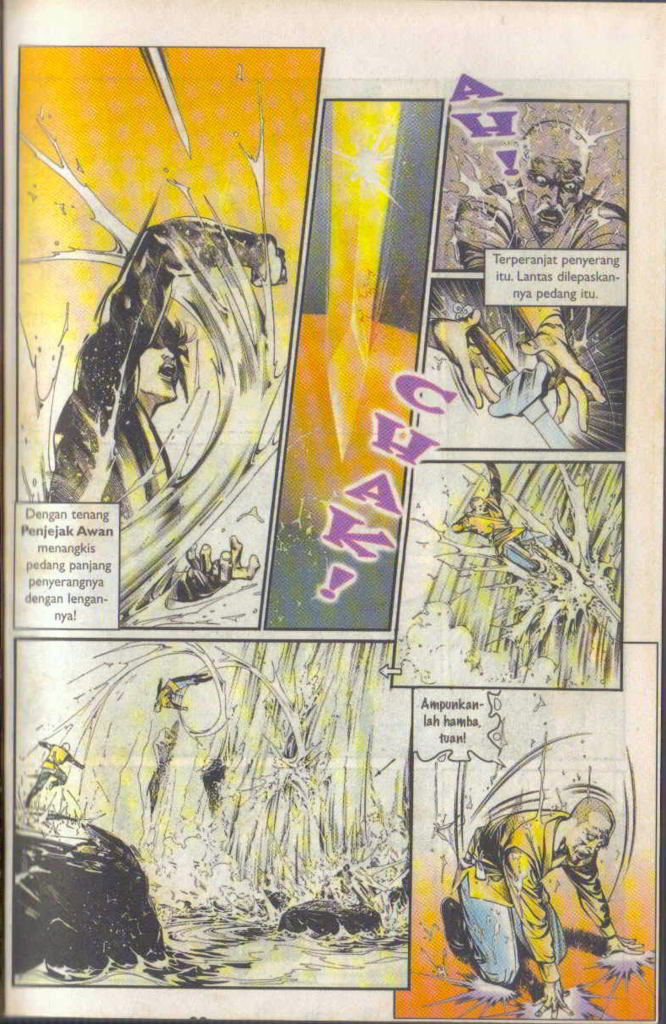 Dengan tenang
Penjejak Awan
menangkis
pedang panjang
penyerangnya
dengan lengan-
nya!
CHAK!
AH!
Terperanjat penyerang
itu. Lantas dilepaskan-
nya pedang itu.
Ampunkan-
lah hamba,
tuan!